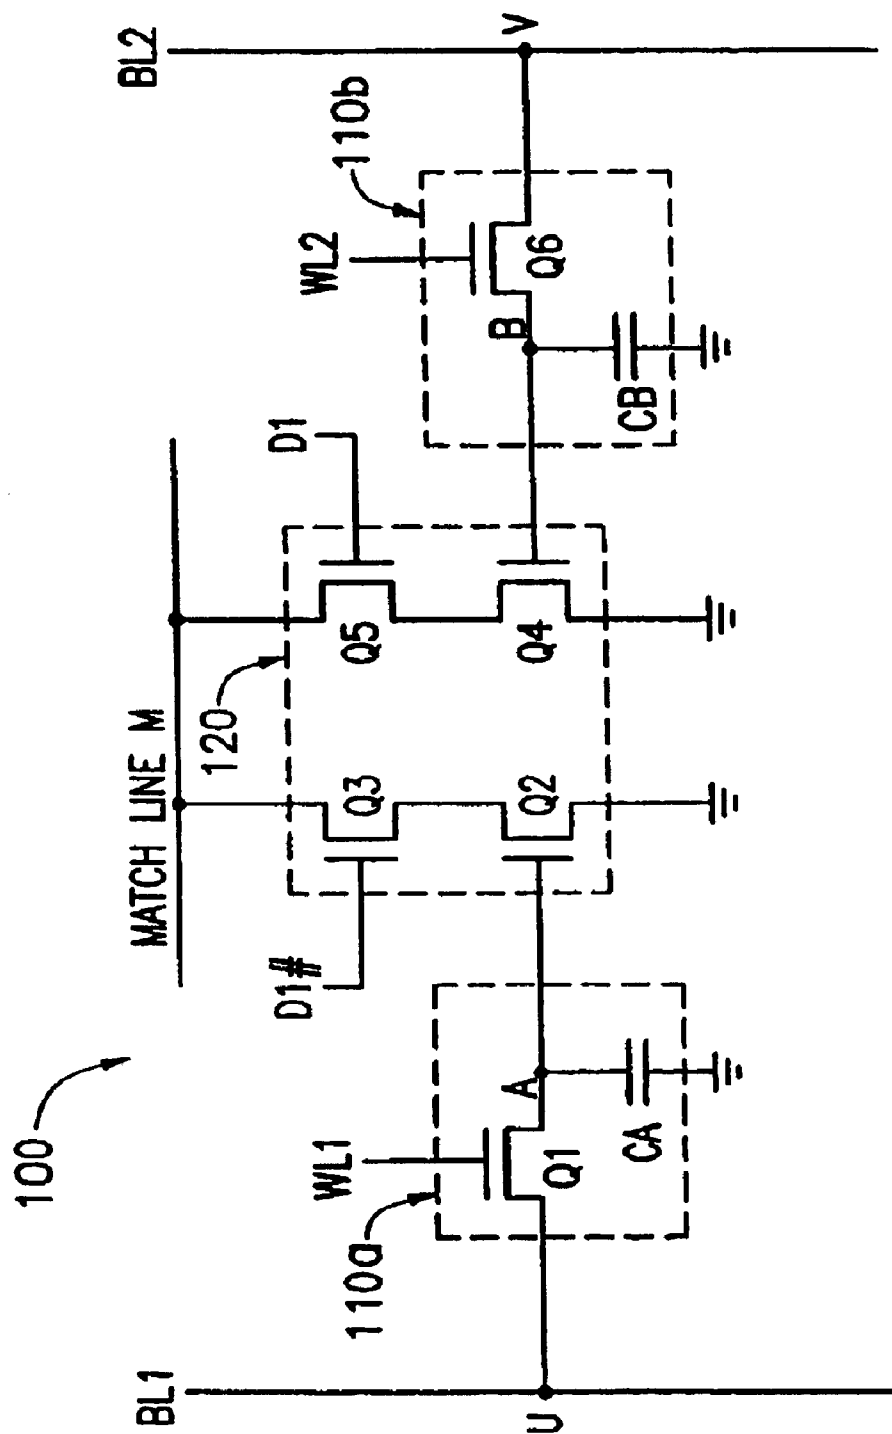 100
MATCH LINE M
BL1
BL2
120
110a
WL1
D1#
D1
WL2
110b
Q3
Q5
Q1
A
Q2
Q4
B
Q6
U
CA
CB
V